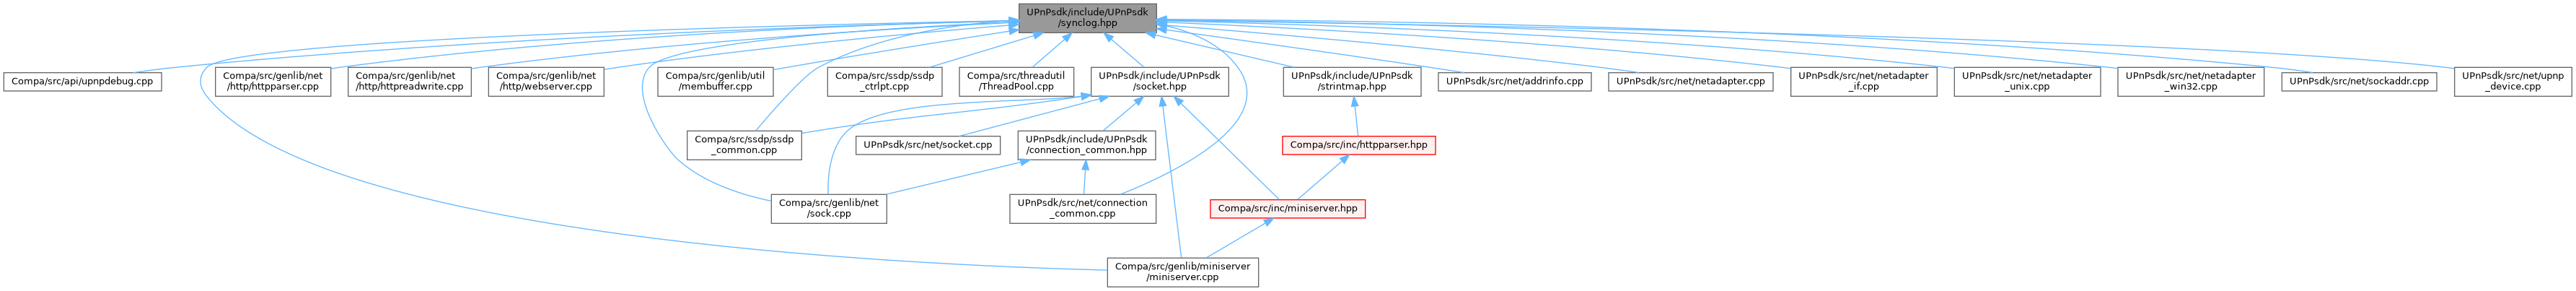 UPnPsdk/include/UPnPsdk
/synclog.hpp
Compa/src/api/upnpdebug.cpp
Compa/src/genlib/net
/http/httpparser.cpp
Compa/src/genlib/net
/http/httpreadwrite.cpp
Compa/src/genlib/net
/http/webserver.cpp
Compa/src/genlib/util
/membuffer.cpp
Compa/src/ssdp/ssdp
_ctrlpt.cpp
Compa/src/threadutil
/ThreadPool.cpp
UPnPsdk/include/UPnPsdk
/socket.hpp
UPnPsdk/include/UPnPsdk
/strintmap.hpp
UPnPsdk/src/net/addrinfo.cpp
UPnPsdk/src/net/netadapter.cpp
UPnPsdk/src/net/netadapter
_if.cpp
UPnPsdk/src/net/netadapter
_unix.cpp
UPnPsdk/src/net/netadapter
_win32.cpp
UPnPsdk/src/net/sockaddr.cpp
UPnPsdk/src/net/upnp
_device.cpp
Compa/src/ssdp/ssdp
_common.cpp
UPnPsdk/src/net/socket.cpp
UPnPsdk/include/UPnPsdk
/connection_common.hpp
Compa/src/inc/httpparser.hpp
Compa/src/genlib/net
/sock.cpp
UPnPsdk/src/net/connection
_common.cpp
Compa/src/inc/miniserver.hpp
Compa/src/genlib/miniserver
/miniserver.cpp